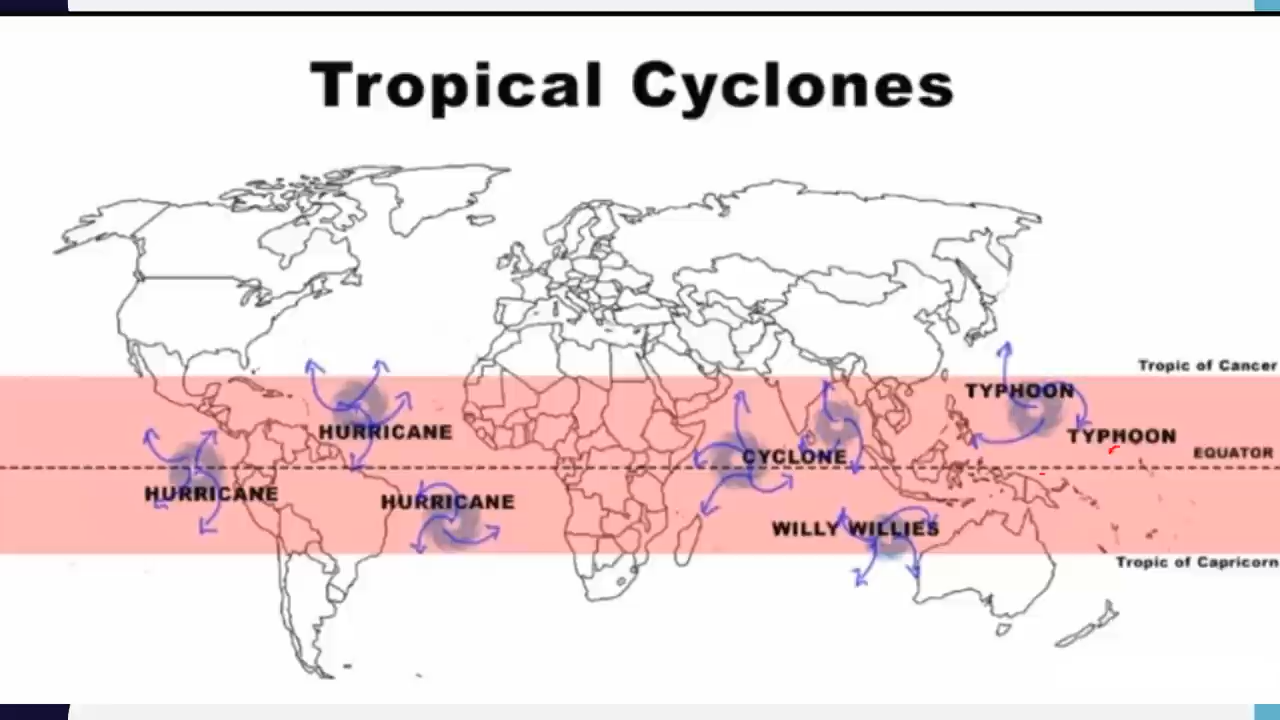 Tropical Cyclones
Tropic of Cancer
TYPHOON
HURRICANE
TYPHOON
EQUATOR
CYCLONE
HURRICANE
HURRICANE
WILLY WILLIES
Tropic of Capricorn